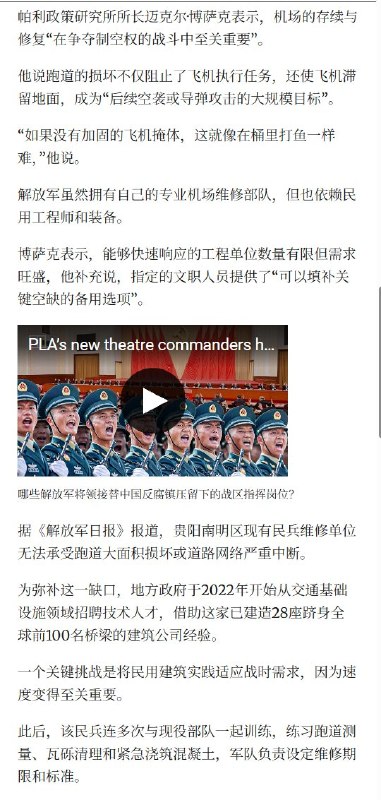 帕利政策研究所所长迈克尔·博萨克表示，机场的存续与
修复“在争夺制空权的战斗中至关重要”。
他说跑道的损坏不仅阻止了飞机执行任务，还使飞机滞
留地面，成为“后续空袭或导弹攻击的大规模目标”。
“如果没有加固的飞机掩体，这就像在桶里打鱼一样
难，”他说。
解放军虽然拥有自己的专业机场维修部队，但也依赖民
用工程师和装备。
博萨克表示，能够快速响应的工程单位数量有限但需求
旺盛，他补充说，指定的文职人员提供了“可以填补关
键空缺的备用选项”。
PLA’s new theatre commanders h...
哪些解放军将领接替中国反腐镇压留下的战区指挥岗位？
据《解放军日报》报道，贵阳南明区现有民兵维修单位
无法承受跑道大面积损坏或道路网络严重中断。
为弥补这一缺口，地方政府于2022年开始从交通基础
设施领域招聘技术人才，借助这家已建造28座跻身全
球前100名桥梁的建筑公司经验。
一个关键挑战是将民用建筑实践适应战时需求，因为速
度变得至关重要。
此后，该民兵连多次与现役部队一起训练，练习跑道测
量、瓦砾清理和紧急浇筑混凝土，军队负责设定维修期
限和标准。